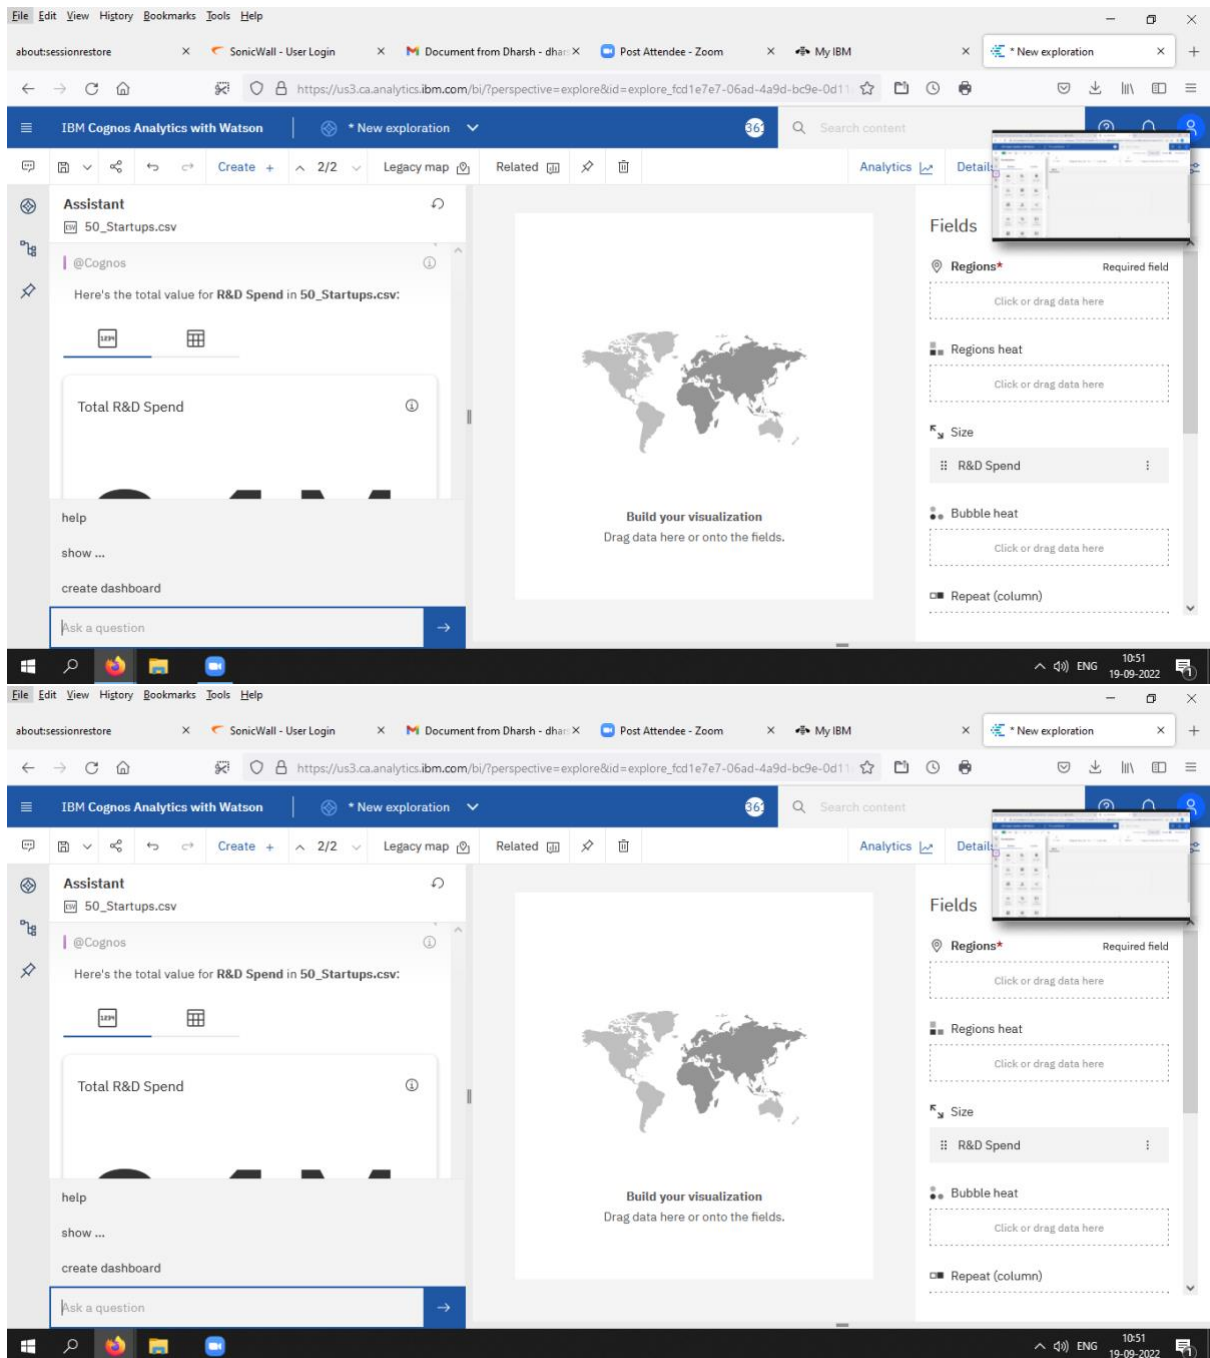 File Edit View History Bookmarks Tools Help
about:sessionrestore SonicWall - User Login Document from Dharsh - dhar Post Attendee - Zoom My IBM * New exploration
https://us3.ca.analytics.ibm.com/bi/?perspective=explore&id=explore_fcd1e7e7-06ad-4a9d-bc9e-0d11
IBM Cognos Analytics with Watson * New exploration 363 Search content
Create + 2/2 Legacy map Related Analytics Details
Assistant
50_Startups.csv
Fields
@Cognos
Regions* Required field
Here's the total value for R&D Spend in 50_Startups.csv:
Click or drag data here
Regions heat
Click or drag data here
Total R&D Spend
Size
R&D Spend
help
Build your visualization
Bubble heat
Drag data here or onto the fields.
show ...
Click or drag data here
create dashboard
Repeat (column)
Ask a question
ENG 10:51
19-09-2022
File Edit View History Bookmarks Tools Help
about:sessionrestore SonicWall - User Login Document from Dharsh - dhar Post Attendee - Zoom My IBM * New exploration
https://us3.ca.analytics.ibm.com/bi/?perspective=explore&id=explore_fcd1e7e7-06ad-4a9d-bc9e-0d11
IBM Cognos Analytics with Watson * New exploration 363 Search content
Create + 2/2 Legacy map Related Analytics Details
Assistant
50_Startups.csv
Fields
@Cognos
Regions* Required field
Here's the total value for R&D Spend in 50_Startups.csv:
Click or drag data here
Regions heat
Click or drag data here
Total R&D Spend
Size
R&D Spend
help
Build your visualization
Bubble heat
Drag data here or onto the fields.
show ...
Click or drag data here
create dashboard
Repeat (column)
Ask a question
ENG 10:51
19-09-2022